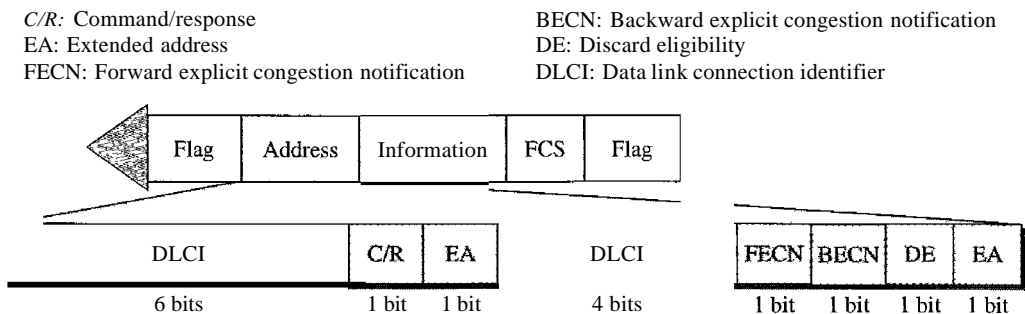 C/R: Command/response
EA: Extended address
FECN: Forward explicit congestion notification
BECN: Backward explicit congestion notification
DE: Discard eligibility
DLCI: Data link connection identifier
Flag Address Information FCS Flag
DLCI C/R EA DLCI FECN BECN DE EA
6 bits 1 bit 1 bit 4 bits 1 bit 1 bit 1 bit 1 bit